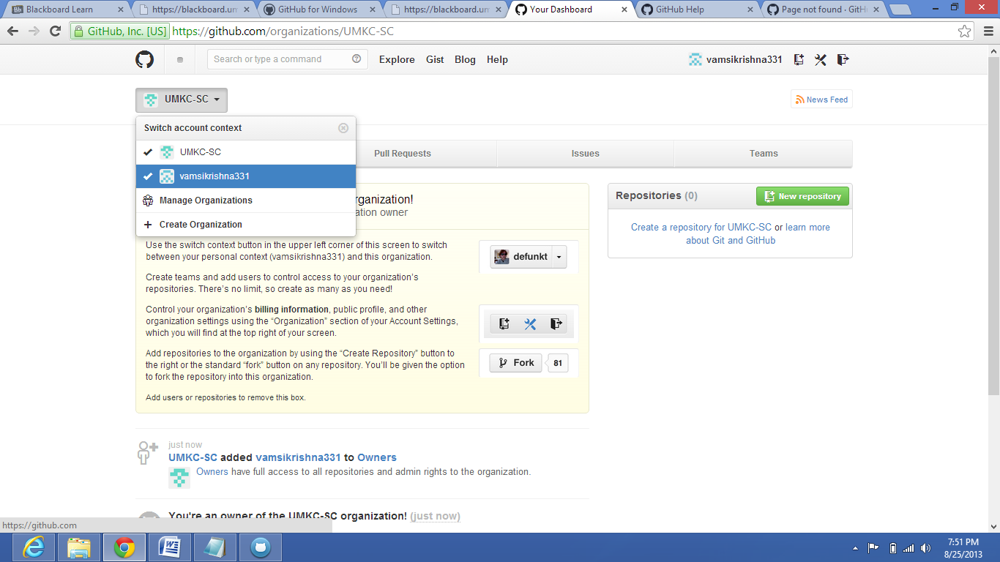 Blackboard Learn
https://blackboard.um
GitHub for Windows
https://blackboard.um
Your Dashboard
GitHub Help
Page not found · GitHu
GitHub, Inc. [US] https://github.com/organizations/UMKC-SC
Search or type a command
Explore Gist Blog Help
vamsikrishna331
UMKC-SC
News Feed
Switch account context
UMKC-SC
vamsikrishna331
Manage Organizations
Create Organization
Pull Requests
Issues
Teams
rganization!
ation owner
Use the switch context button in the upper left corner of this screen to switch
between your personal context (vamsikrishna331) and this organization.
defunkt
Create teams and add users to control access to your organization's
repositories. There's no limit, so create as many as you need!
Control your organization's billing information, public profile, and other
organization settings using the “Organization” section of your Account Settings,
which you will find at the top right of your screen.
Add repositories to the organization by using the “Create Repository” button to
the right or the standard “fork” button on any repository. You'll be given the option
to fork the repository into this organization.
Fork 81
Add users or repositories to remove this box.
Repositories (0)
New repository
Create a repository for UMKC-SC or learn more
about Git and GitHub
just now
UMKC-SC added vamsikrishna331 to Owners
Owners have full access to all repositories and admin rights to the organization.
You're an owner of the UMKC-SC organization! (just now)
https://github.com
7:51 PM
8/25/2013